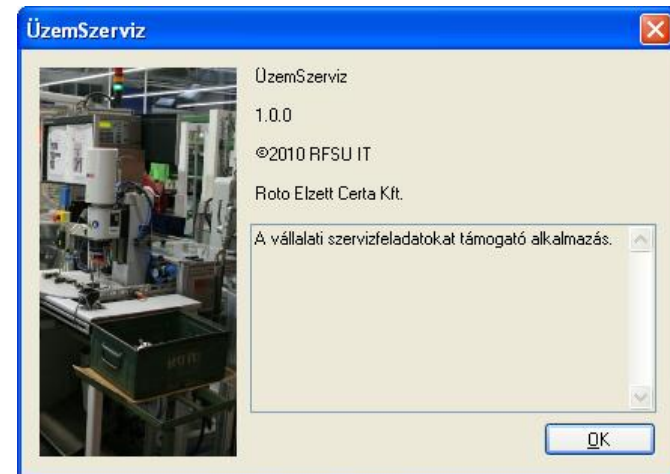 ÜzemSzerviz
ÜzemSzerviz
1.0.0
©2010 RFSU IT
Roto Elzett Certa Kft.
A vállalati szervizfeladatokat támogató alkalmazás.
OK